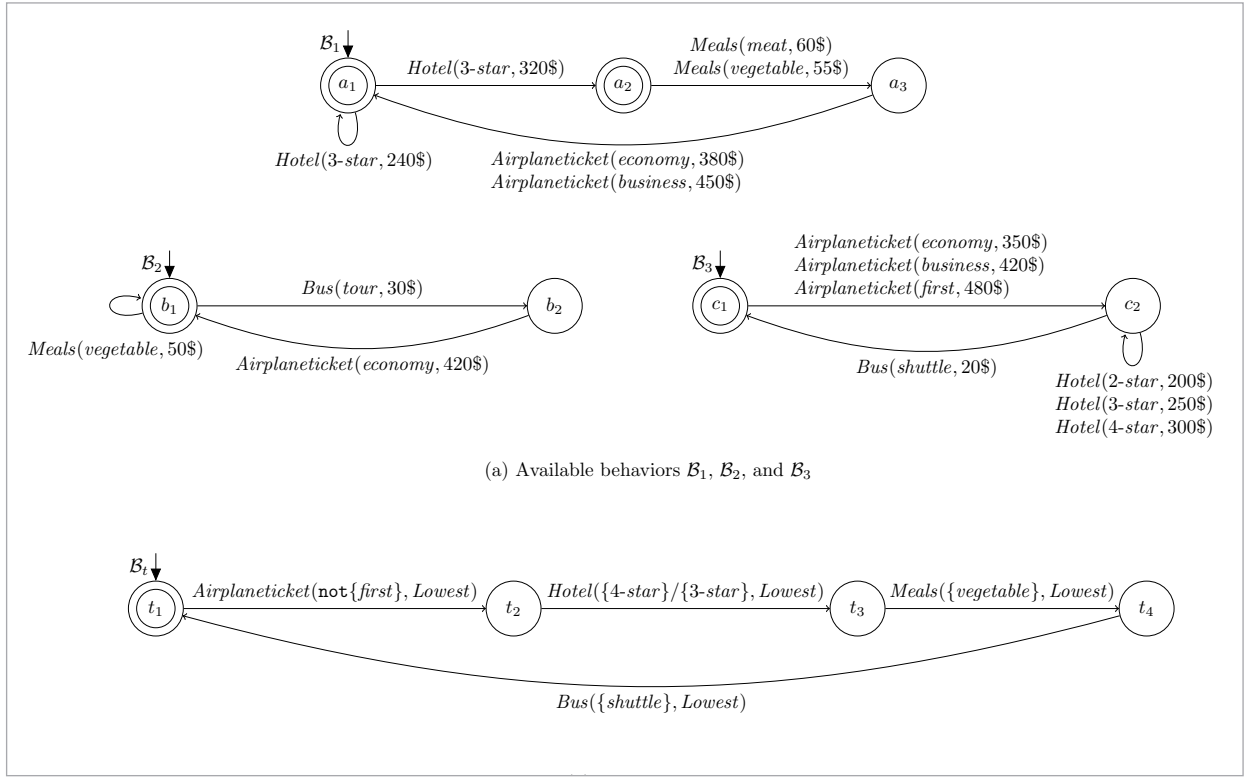 B₁
a₁
Hotel(3-star, 320$)
a₂
Meals(meat, 60$)
Meals(vegetable, 55$)
a₃
Hotel(3-star, 240$)
Airplaneticket(economy, 380$)
Airplaneticket(business, 450$)
B₂
b₁
Bus(tour, 30$)
b₂
Meals(vegetable, 50$)
Airplaneticket(economy, 420$)
B₃
c₁
Airplaneticket(economy, 350$)
Airplaneticket(business, 420$)
Airplaneticket(first, 480$)
c₂
Bus(shuttle, 20$)
Hotel(2-star, 200$)
Hotel(3-star, 250$)
Hotel(4-star, 300$)
(a) Available behaviors B₁, B₂, and B₃
Bₜ
t₁
Airplaneticket(not{first}, Lowest)
t₂
Hotel({4-star}/{3-star}, Lowest)
t₃
Meals({vegetable}, Lowest)
t₄
Bus({shuttle}, Lowest)